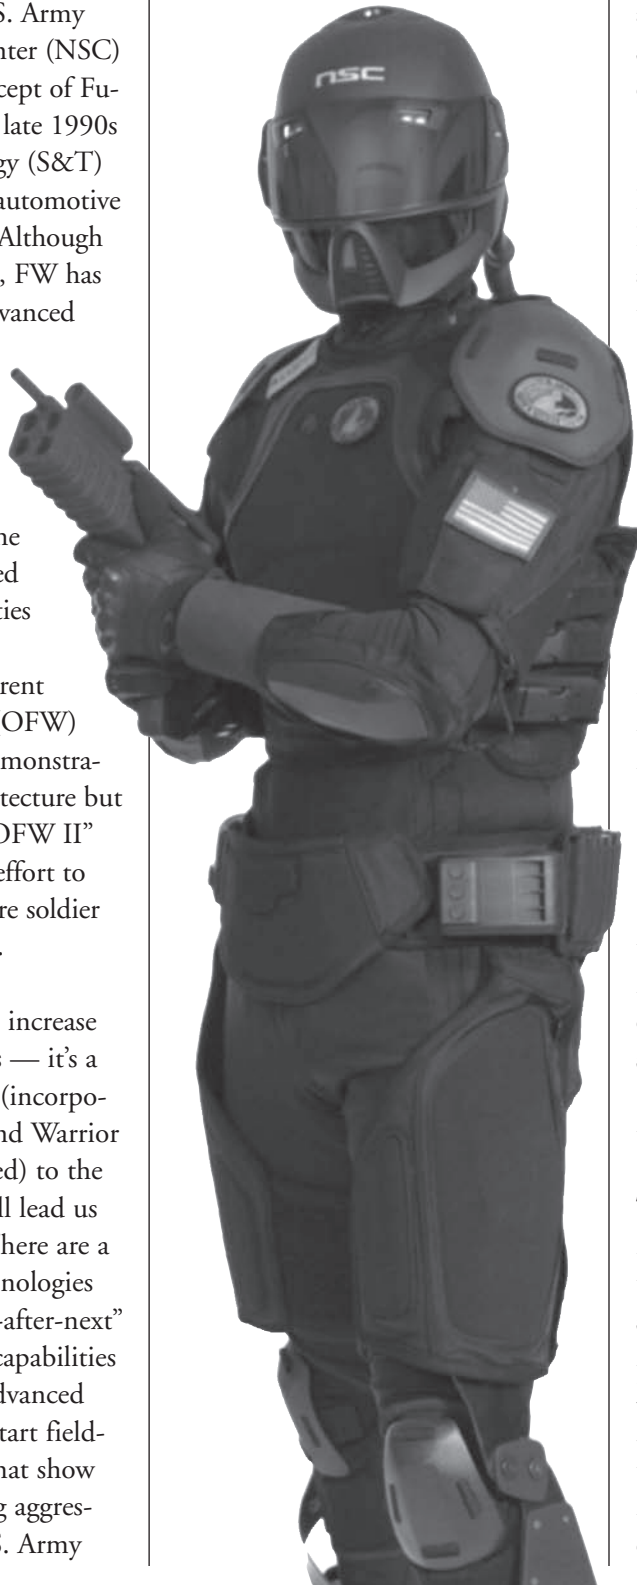 S. Army
nter (NSC)
cept of Fu-
late 1990s
gy (S&T)
automotive
Although
, FW has
vanced
ne
ed
ties
rent
OFW)
monstra-
tecture but
OFW II”
effort to
re soldier
.
increase
s — it’s a
(incorpo-
nd Warrior
ed) to the
ll lead us
here are a
nologies
-after-next”
capabilities
dvanced
tart field-
hat show
g aggres-
S. Army
nsc